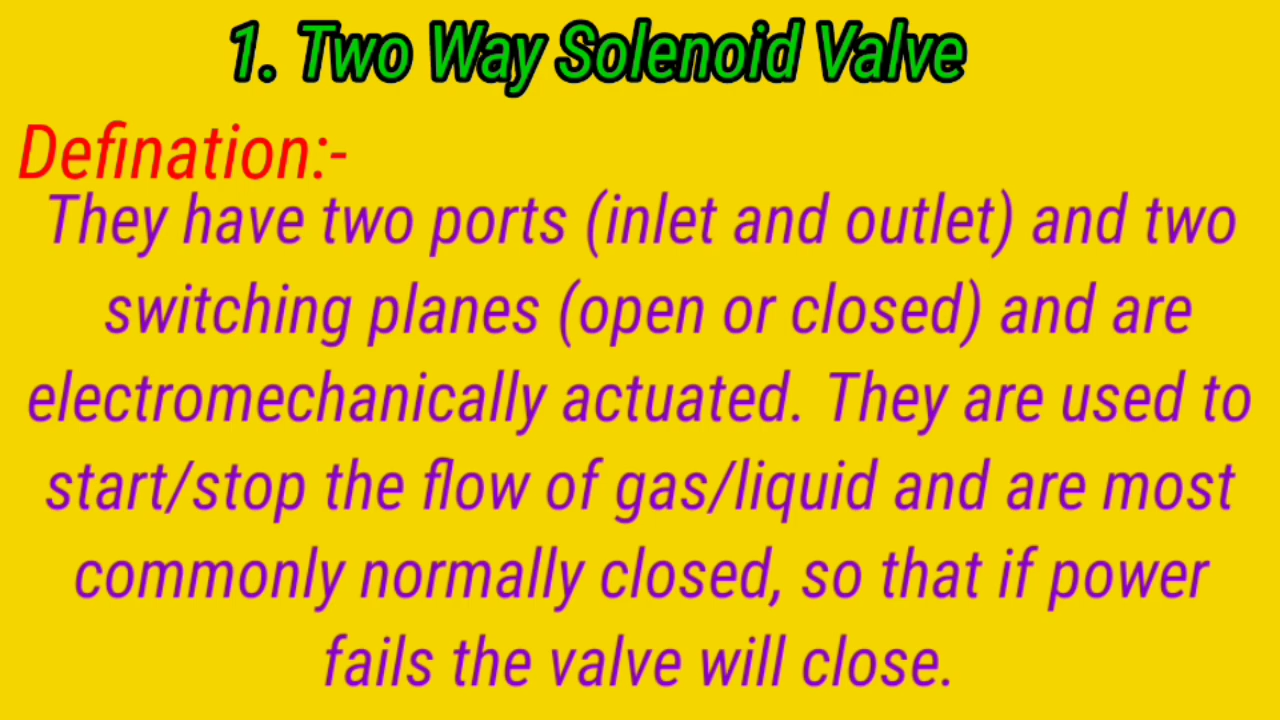 1. Two Way Solenoid Valve
Defination:-
They have two ports (inlet and outlet) and two
switching planes (open or closed) and are
electromechanically actuated. They are used to
start/stop the flow of gas/liquid and are most
commonly normally closed, so that if power
fails the valve will close.